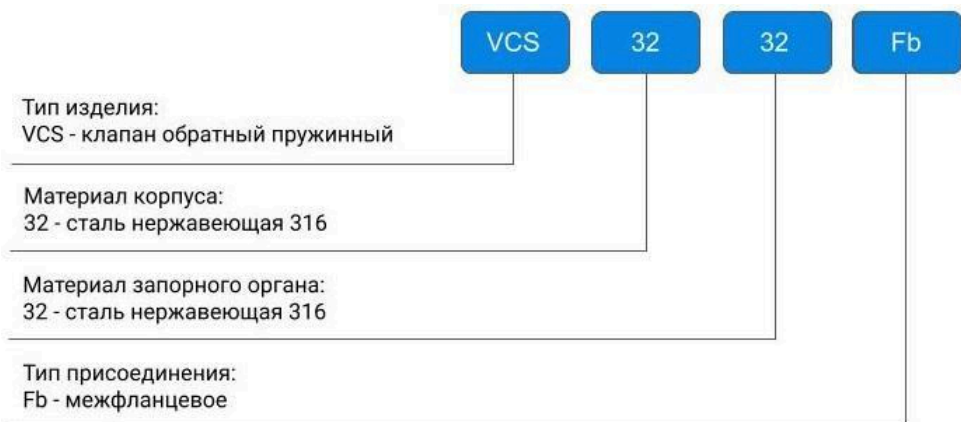 VCS 32 32 Fb
Тип изделия:
VCS - клапан обратный пружинный
Материал корпуса:
32 - сталь нержавеющая 316
Материал запорного органа:
32 - сталь нержавеющая 316
Тип присоединения:
Fb - межфланцевое